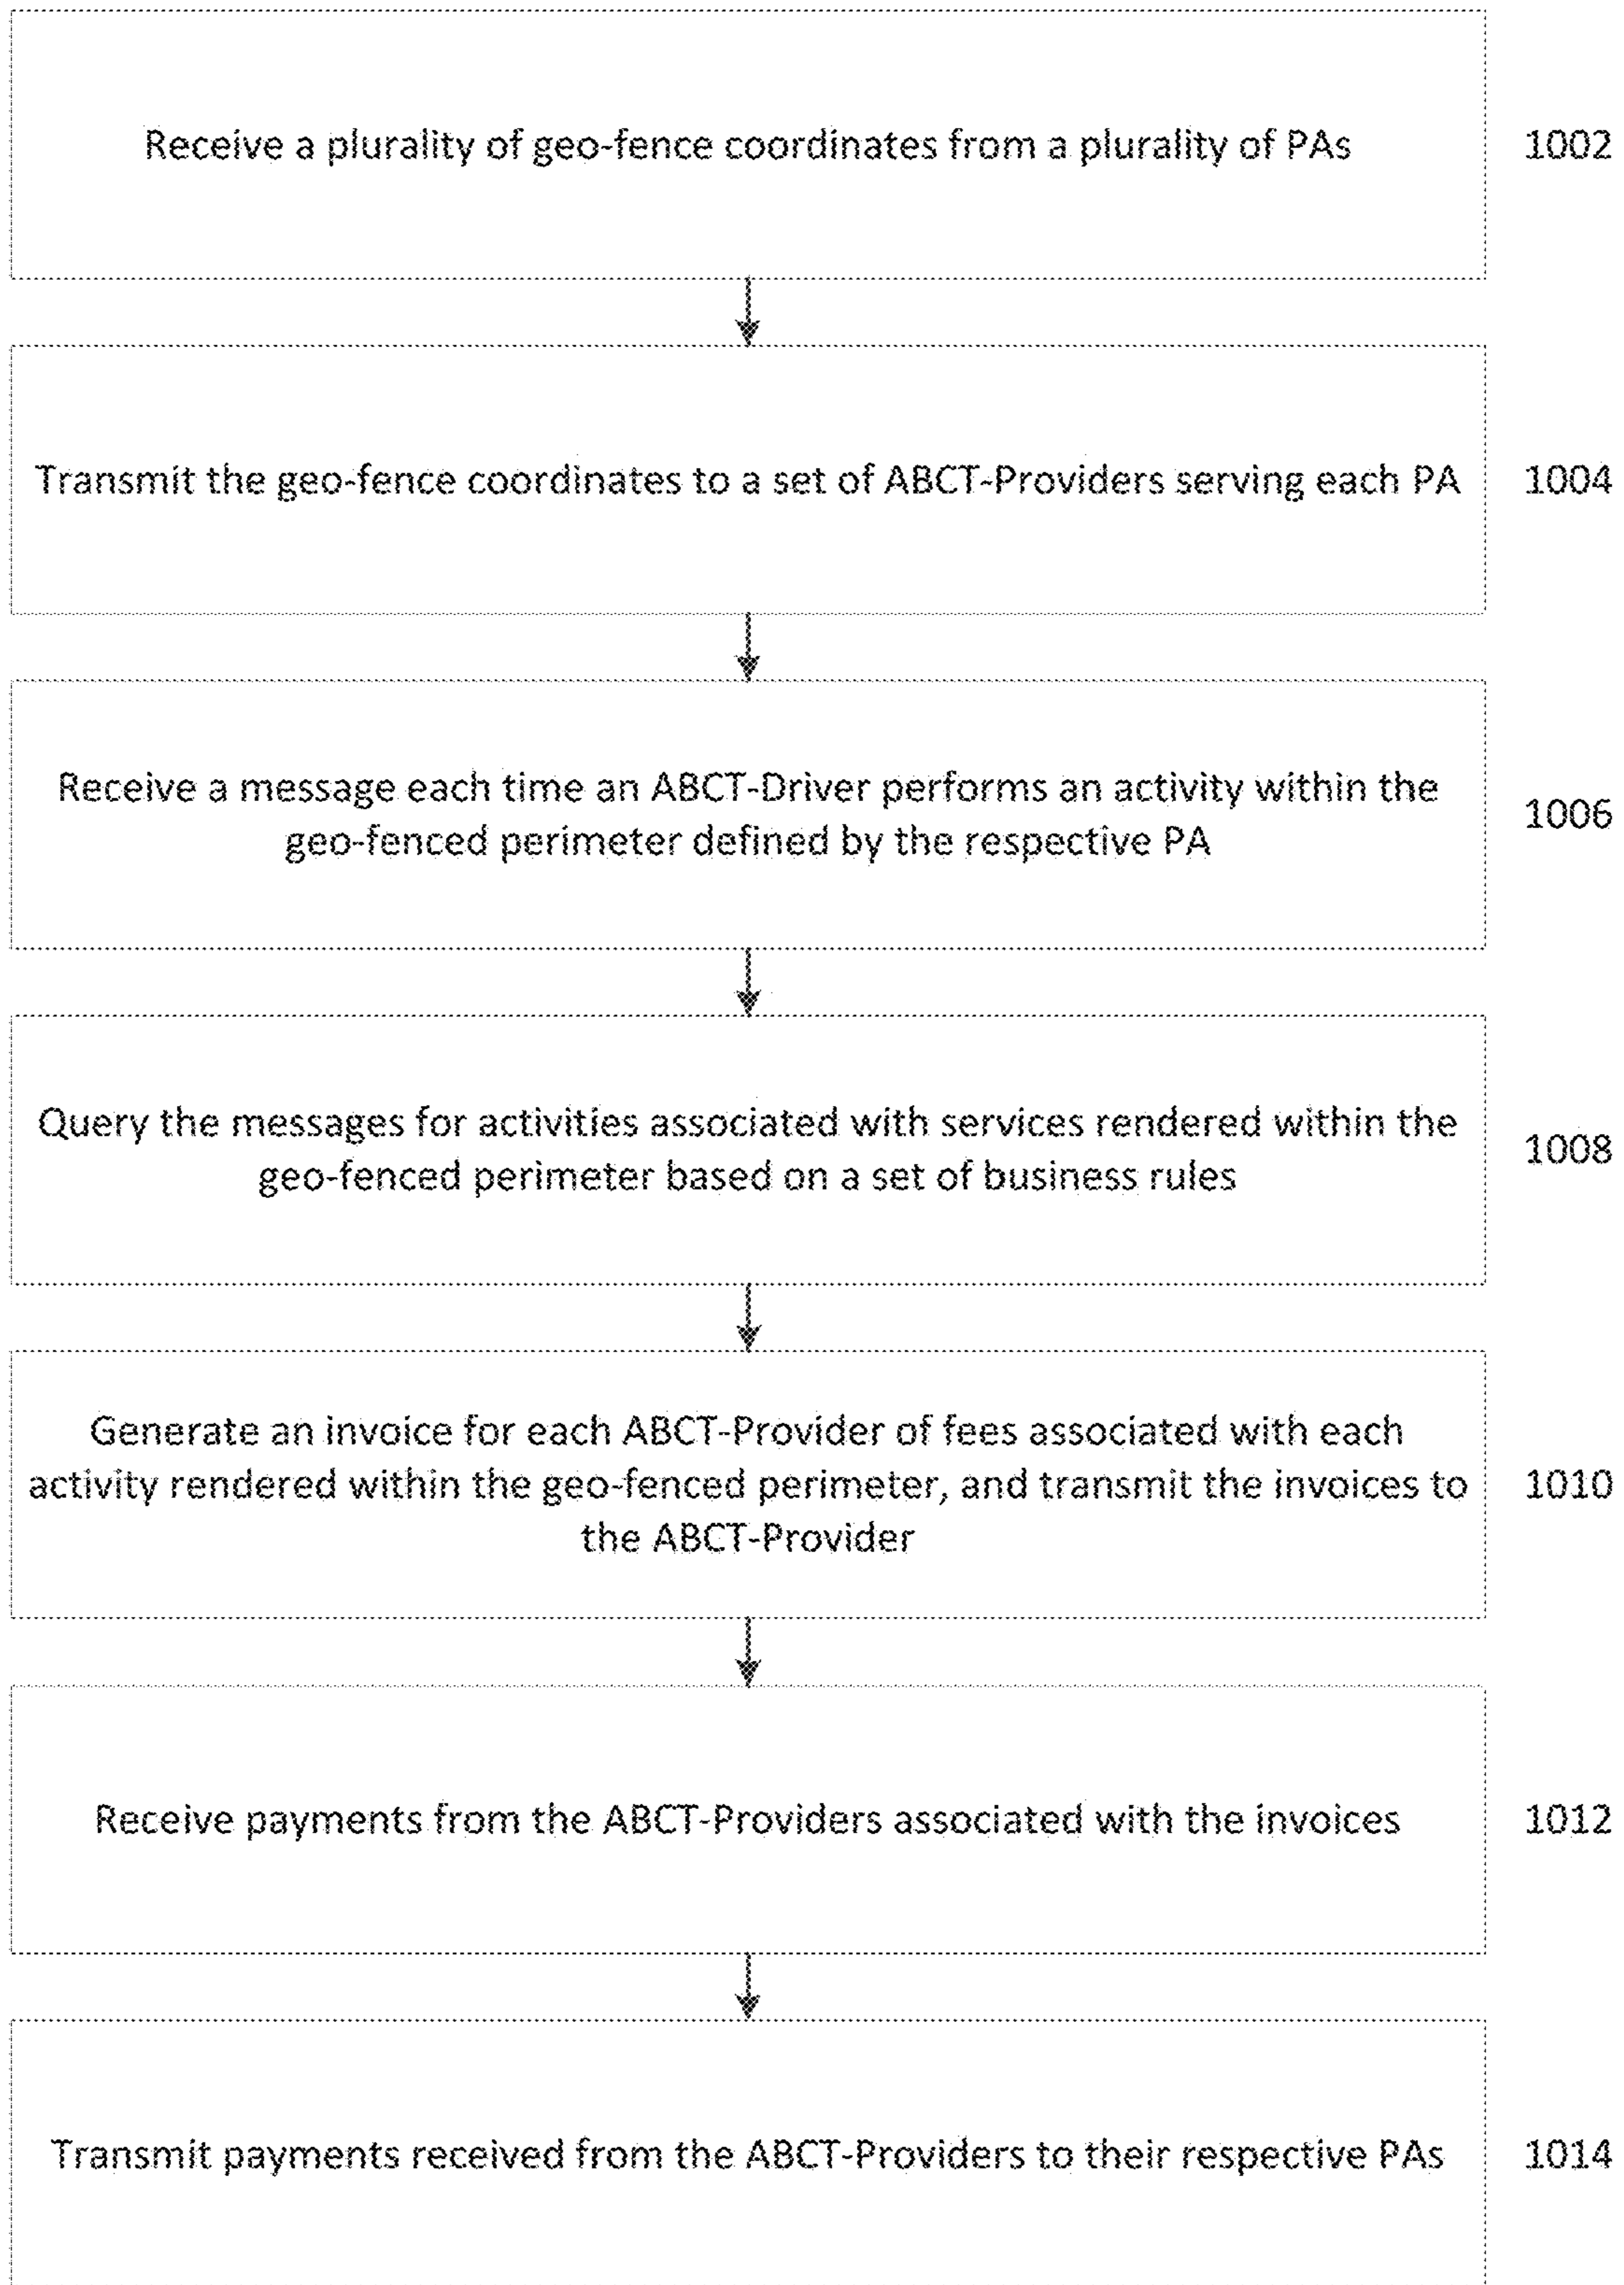 Receive a plurality of geo-fence coordinates from a plurality of PAs
1002
Transmit the geo-fence coordinates to a set of ABCT-Providers serving each PA
1004
Receive a message each time an ABCT-Driver performs an activity within the
geo-fenced perimeter defined by the respective PA
1006
Query the messages for activities associated with services rendered within the
geo-fenced perimeter based on a set of business rules
1008
Generate an invoice for each ABCT-Provider of fees associated with each
activity rendered within the geo-fenced perimeter, and transmit the invoices to
the ABCT-Provider
1010
Receive payments from the ABCT-Providers associated with the invoices
1012
Transmit payments received from the ABCT-Providers to their respective PAs
1014